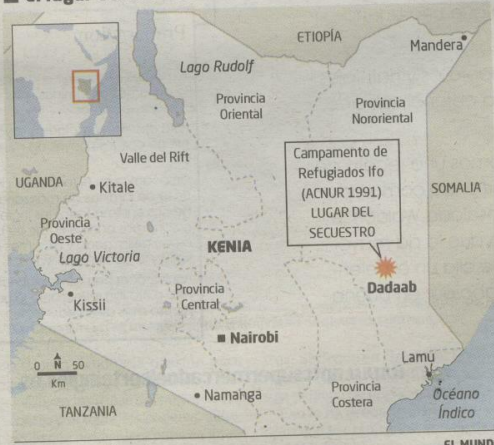 ETIOPÍA
Mandera
Lago Rudolf
Provincia
Oriental
Provincia
Nororiental
Valle del Rift
Campamento de
Refugiados Ifo
(ACNUR 1991)
LUGAR DEL
SECUESTRO
UGANDA
Kitale
SOMALIA
Provincia
Oeste
KENIA
Lago Victoria
Dadaab
Kissii
Provincia
Central
Nairobi
Lamu
0 N 50
Km
Namanga
Provincia
Costera
Océano
Índico
TANZANIA
EL MUND